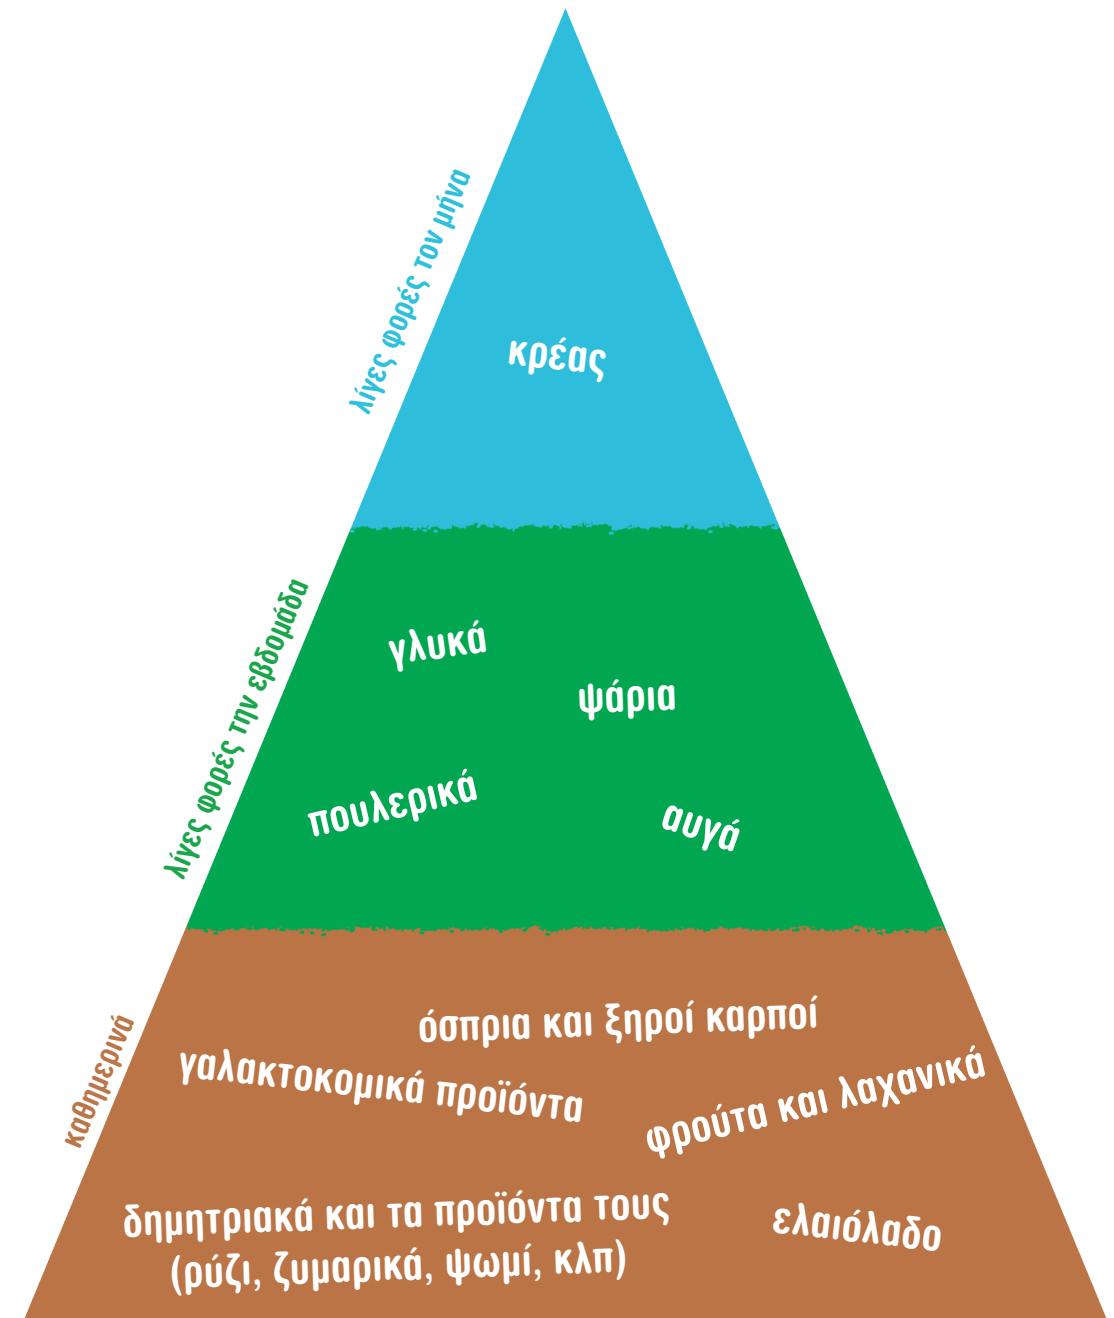 λίγες φορές τον μήνα
κρέας
λίγες φορές την εβδομάδα
γλυκά
ψάρια
πουλερικά
αυγά
καθημερινά
όσπρια και ξηροί καρποί
γαλακτοκομικά προϊόντα
φρούτα και λαχανικά
δημητριακά και τα προϊόντα τους
(ρύζι, ζυμαρικά, ψωμί, κλπ)
ελαιόλαδο